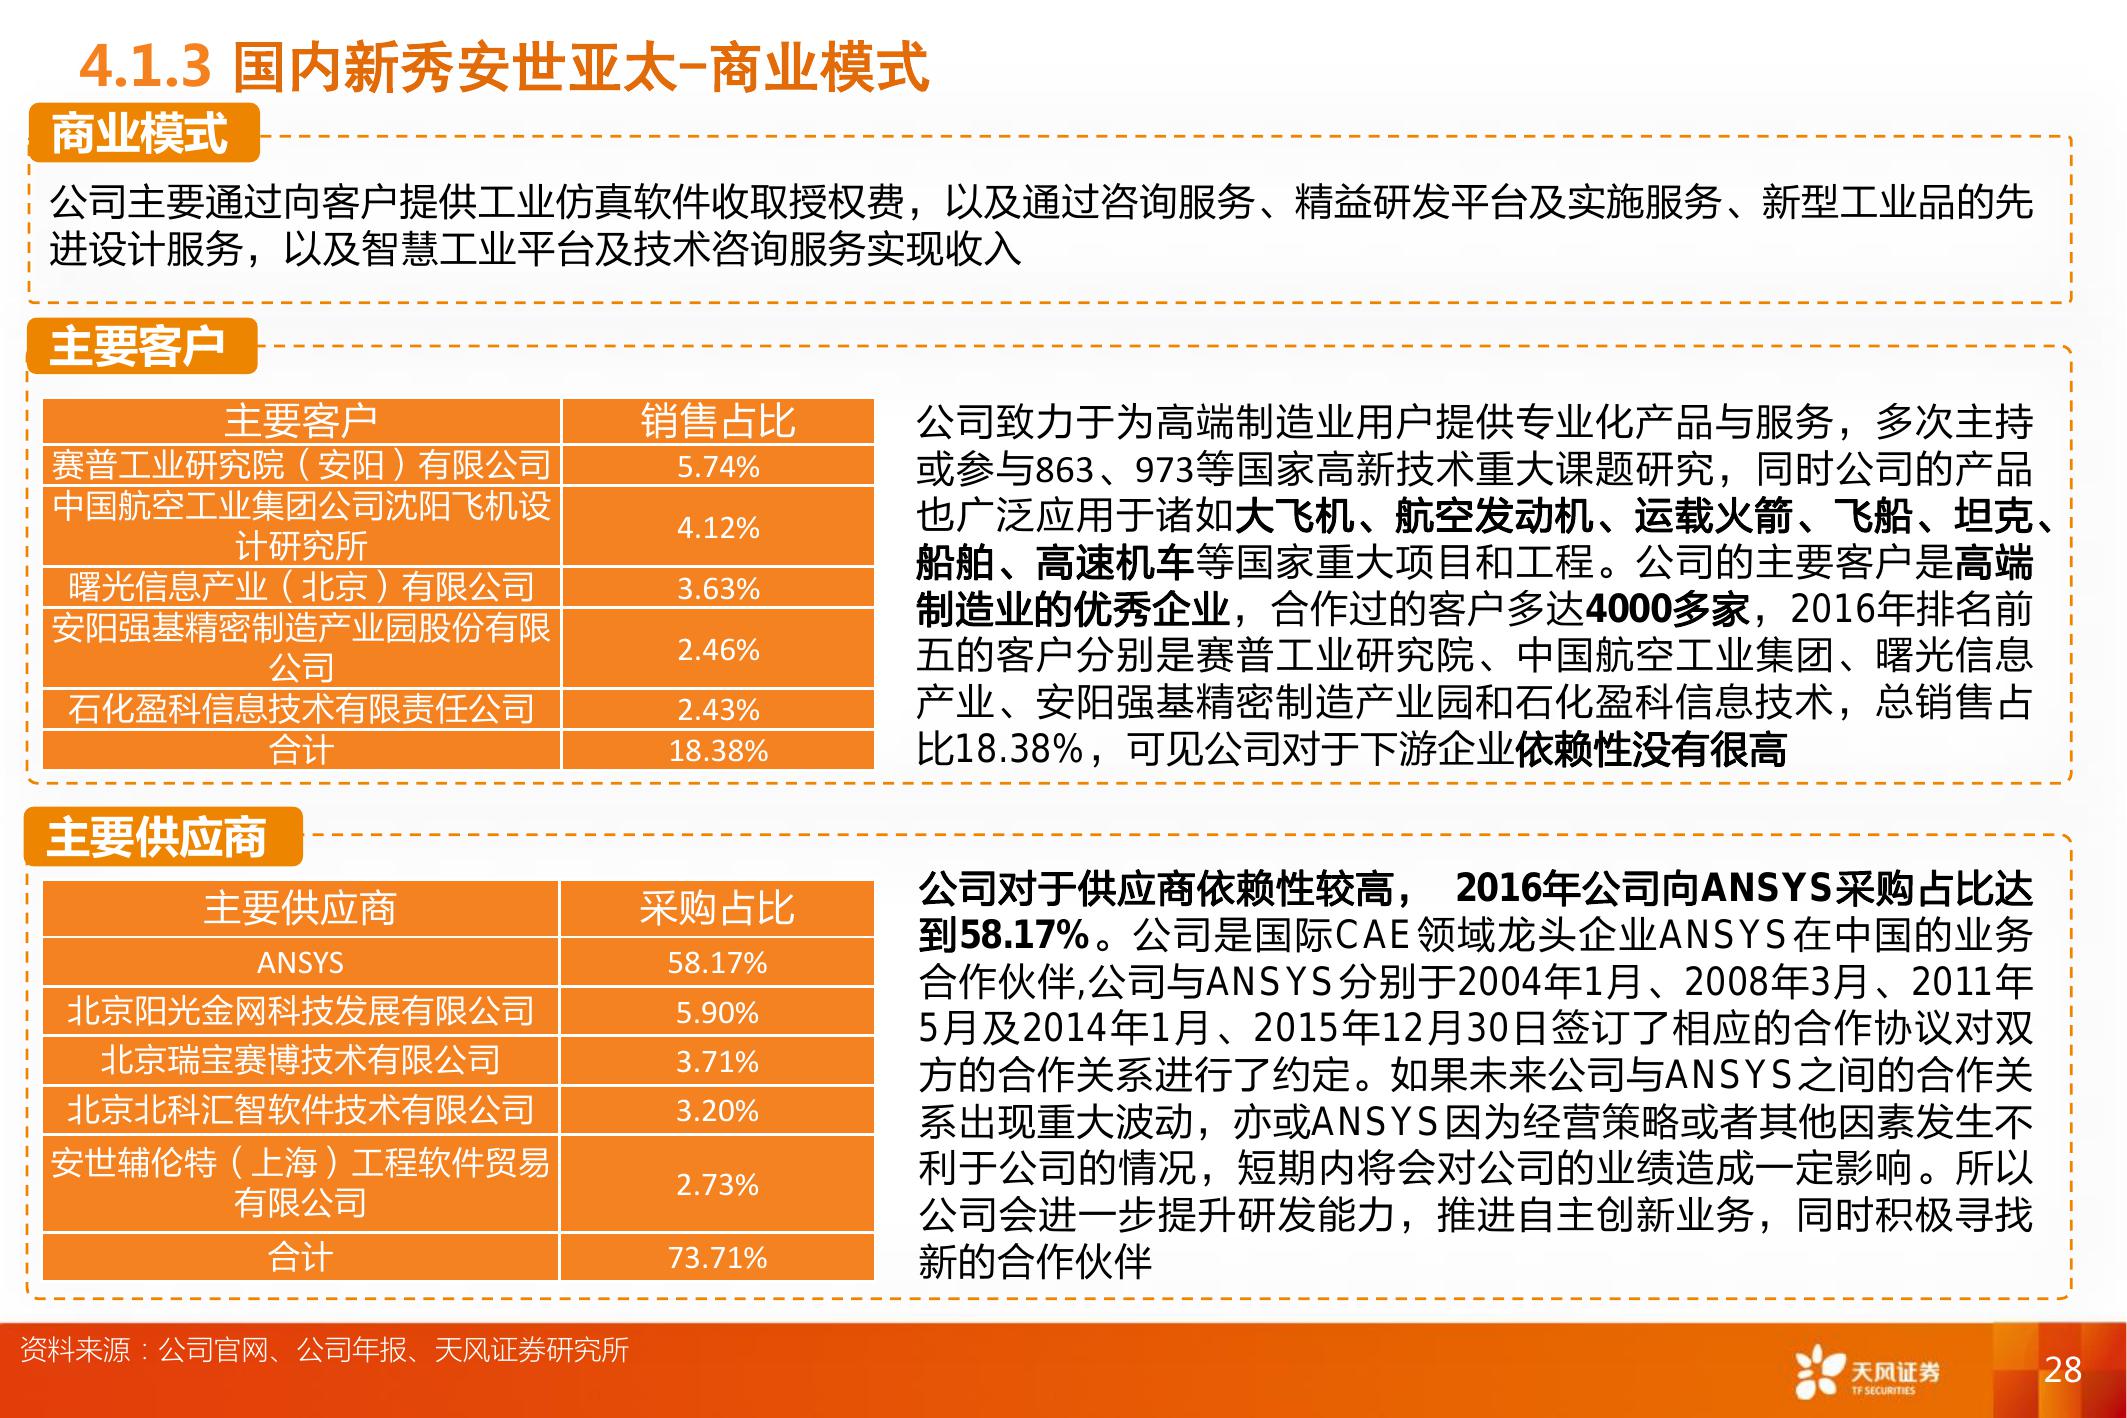 4.1.3 国内新秀安世亚太-商业模式
商业模式
公司主要通过向客户提供工业仿真软件收取授权费，以及通过咨询服务、精益研发平台及实施服务、新型工业品的先
进设计服务，以及智慧工业平台及技术咨询服务实现收入
主要客户
主要客户 销售占比
赛普工业研究院（安阳）有限公司 5.74%
中国航空工业集团公司沈阳飞机设
计研究所 4.12%
曙光信息产业（北京）有限公司 3.63%
安阳强基精密制造产业园股份有限
公司 2.46%
石化盈科信息技术有限责任公司 2.43%
合计 18.38%
公司致力于为高端制造业用户提供专业化产品与服务，多次主持
或参与863、973等国家高新技术重大课题研究，同时公司的产品
也广泛应用于诸如大飞机、航空发动机、运载火箭、飞船、坦克、
船舶、高速机车等国家重大项目和工程。公司的主要客户是高端
制造业的优秀企业，合作过的客户多达4000多家，2016年排名前
五的客户分别是赛普工业研究院、中国航空工业集团、曙光信息
产业、安阳强基精密制造产业园和石化盈科信息技术，总销售占
比18.38%，可见公司对于下游企业依赖性没有很高
主要供应商
主要供应商 采购占比
ANSYS 58.17%
北京阳光金网科技发展有限公司 5.90%
北京瑞宝赛博技术有限公司 3.71%
北京北科汇智软件技术有限公司 3.20%
安世辅伦特（上海）工程软件贸易
有限公司 2.73%
合计 73.71%
公司对于供应商依赖性较高， 2016年公司向ANSYS采购占比达
到58.17%。公司是国际CAE领域龙头企业ANSYS在中国的业务
合作伙伴,公司与ANSYS分别于2004年1月、2008年3月、2011年
5月及2014年1月、2015年12月30日签订了相应的合作协议对双
方的合作关系进行了约定。如果未来公司与ANSYS之间的合作关
系出现重大波动，亦或ANSYS因为经营策略或者其他因素发生不
利于公司的情况，短期内将会对公司的业绩造成一定影响。所以
公司会进一步提升研发能力，推进自主创新业务，同时积极寻找
新的合作伙伴
资料来源：公司官网、公司年报、天风证券研究所
天风证券
TF SECURITIES
28